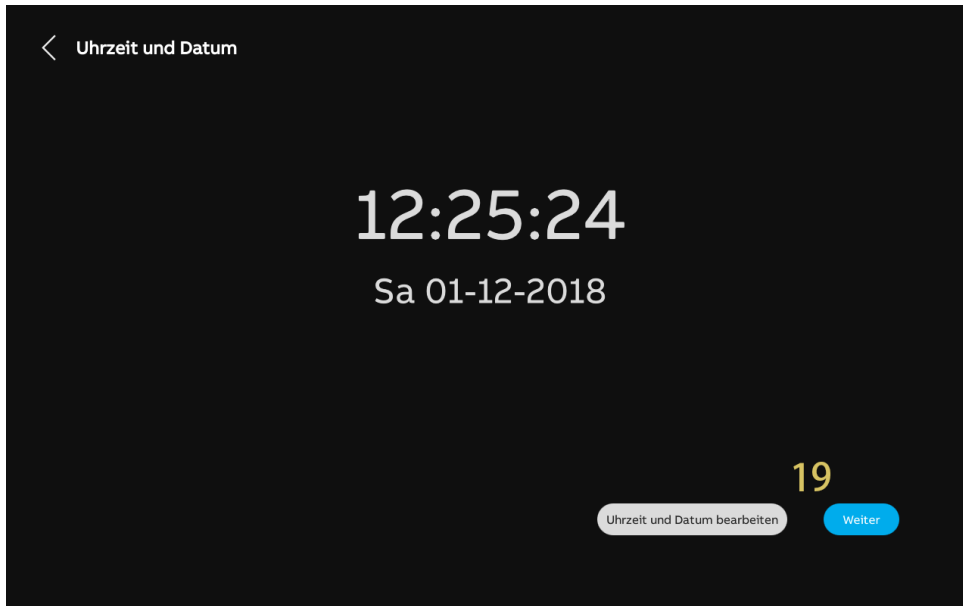 Uhrzeit und Datum
12:25:24
Sa 01-12-2018
19
Uhrzeit und Datum bearbeiten
Weiter